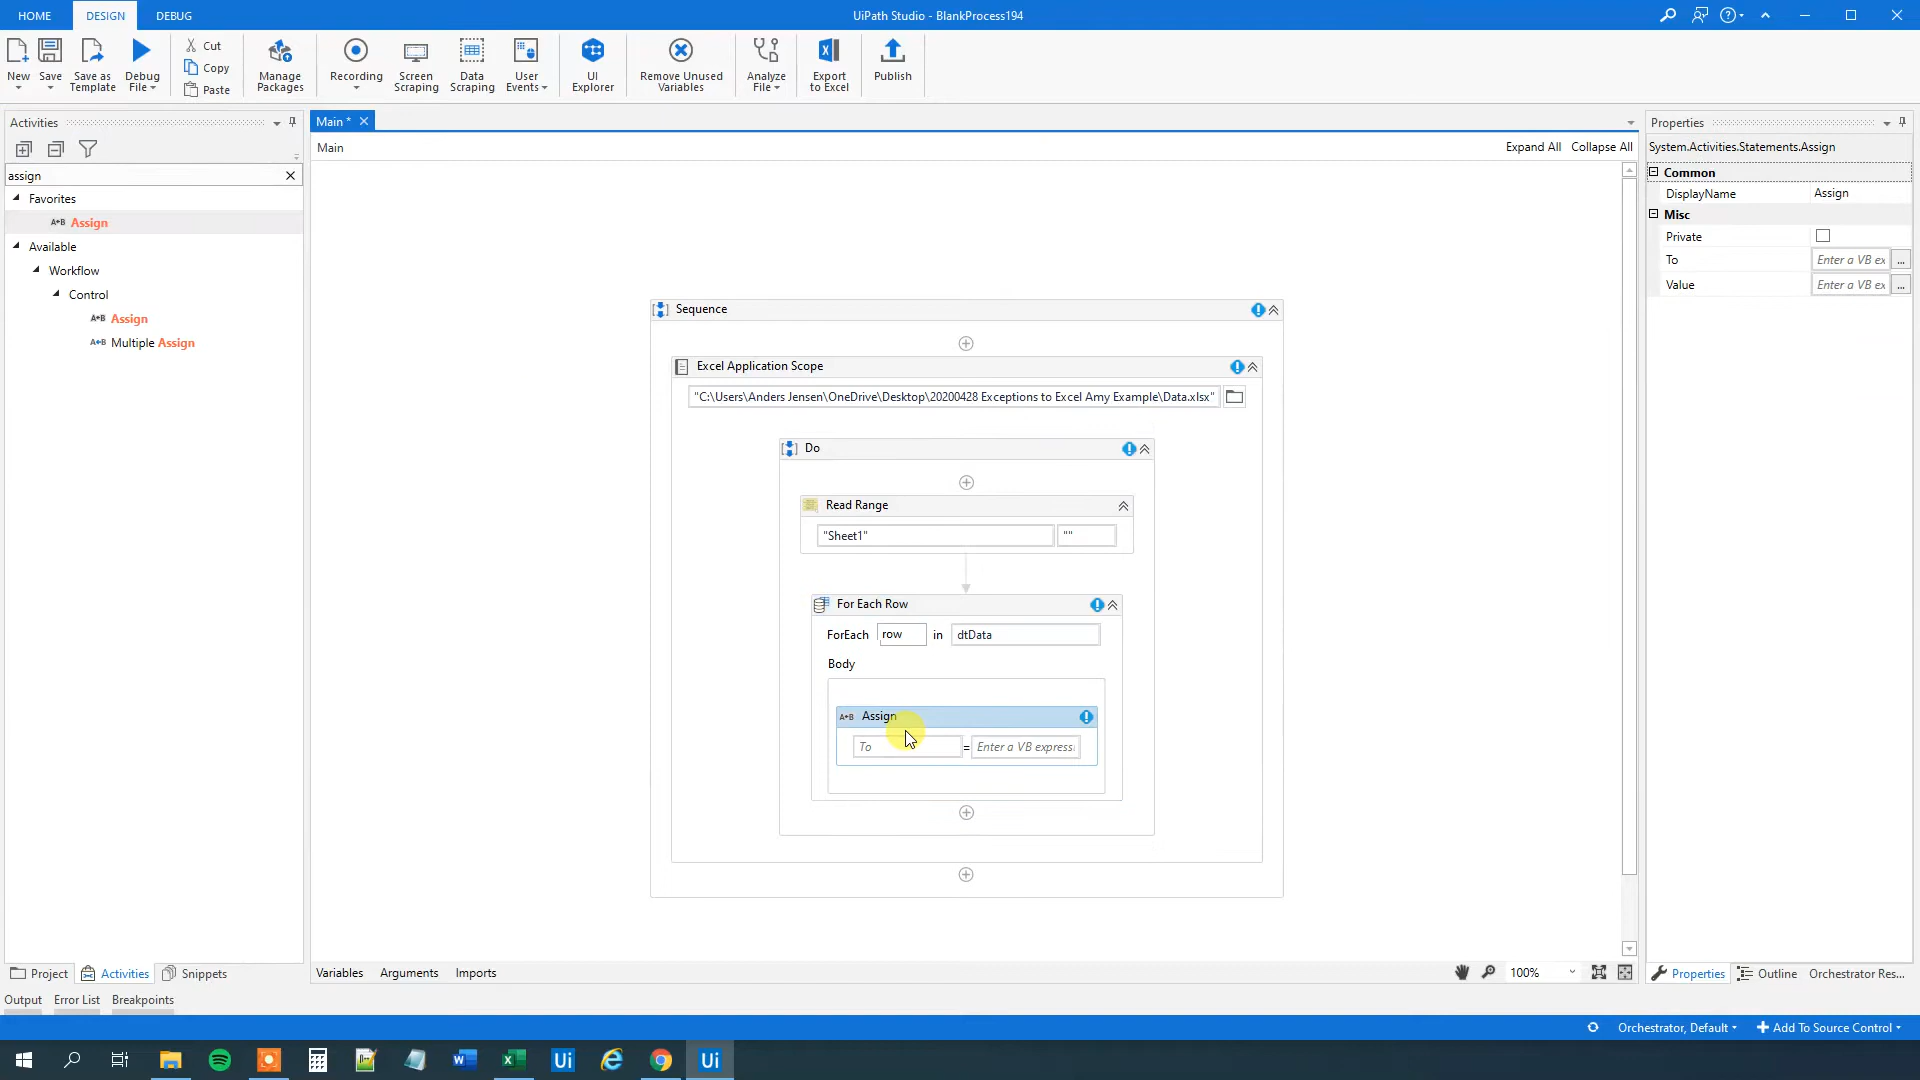 HOME DESIGN DEBUG
UiPath Studio - BlankProcess194
New Save Save as Template Debug File
Cut
Copy
Paste
Manage Packages
Recording Screen Scraping Data Scraping User Events
UI Explorer
Remove Unused Variables
Analyze File
Export to Excel
Publish
Activities
assign
Favorites
A+B Assign
Available
Workflow
Control
A+B Assign
A+B Multiple Assign
Project Activities Snippets
Main *
Main
Expand All Collapse All
Sequence
Excel Application Scope
"C:\Users\Anders Jensen\OneDrive\Desktop\20200428 Exceptions to Excel Amy Example\Data.xlsx"
Do
Read Range
"Sheet1" ""
For Each Row
ForEach row in dtData
Body
A+B Assign
To = Enter a VB express
Variables Arguments Imports
100%
Properties
System.Activities.Statements.Assign
Common
DisplayName Assign
Misc
Private
To Enter a VB ex ...
Value Enter a VB ex ...
Properties Outline Orchestrator Res...
Output Error List Breakpoints
Orchestrator, Default Add To Source Control
Ui Ui